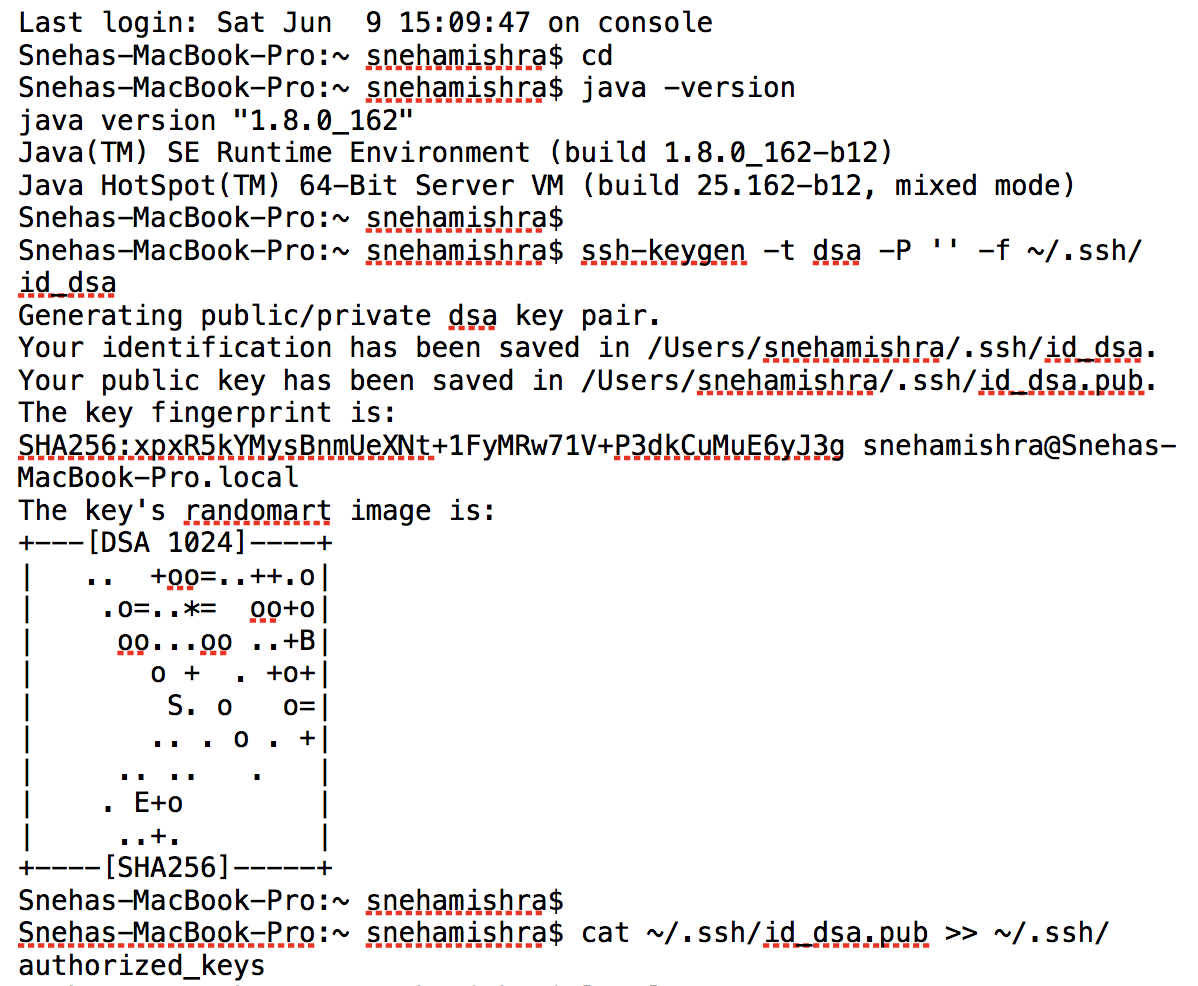 Last login: Sat Jun  9 15:09:47 on console
Snehas-MacBook-Pro:~ snehamishra$ cd
Snehas-MacBook-Pro:~ snehamishra$ java -version
java version "1.8.0_162"
Java(TM) SE Runtime Environment (build 1.8.0_162-b12)
Java HotSpot(TM) 64-Bit Server VM (build 25.162-b12, mixed mode)
Snehas-MacBook-Pro:~ snehamishra$
Snehas-MacBook-Pro:~ snehamishra$ ssh-keygen -t dsa -P '' -f ~/.ssh/
id_dsa
Generating public/private dsa key pair.
Your identification has been saved in /Users/snehamishra/.ssh/id_dsa.
Your public key has been saved in /Users/snehamishra/.ssh/id_dsa.pub.
The key fingerprint is:
SHA256:xpxR5kYMysBnmUeXNt+1FyMRw71V+P3dkCuMuE6yJ3g snehamishra@Snehas-
MacBook-Pro.local
The key's randomart image is:
+---[DSA 1024]----+
|   ..  +oo=..++.o|
|    .o=..*=  oo+o|
|     oo...oo ..+B|
|       o +  . +o+|
|        S. o   o=|
|       .. . o . +|
|     .. ..   .   |
|    . E+o        |
|     ..+.        |
+----[SHA256]-----+
Snehas-MacBook-Pro:~ snehamishra$
Snehas-MacBook-Pro:~ snehamishra$ cat ~/.ssh/id_dsa.pub >> ~/.ssh/
authorized_keys